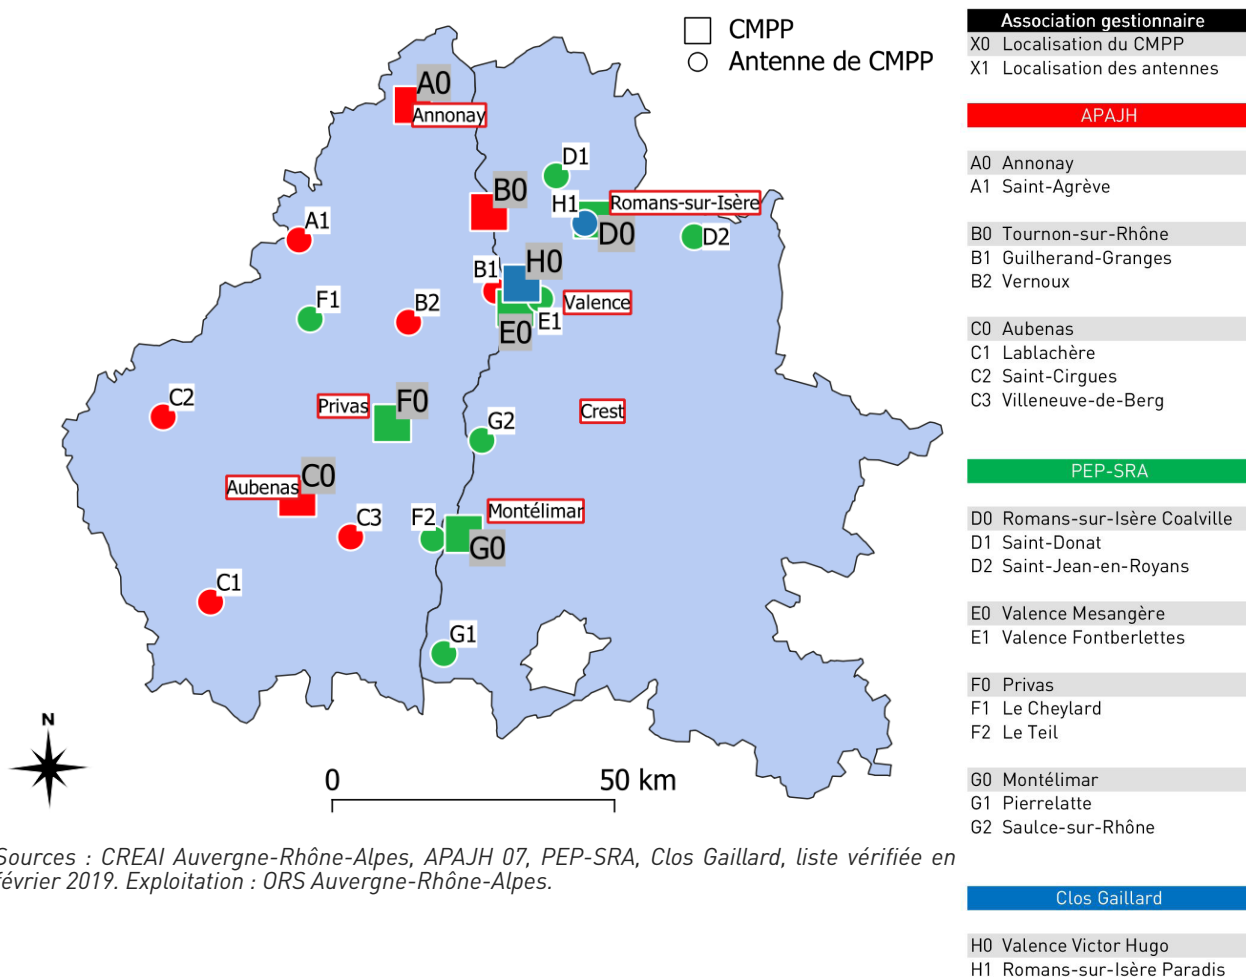 CMPP
Antenne de CMPP
A0
Annonay
D1
B0
H1
Romans-sur-Isère
D0
D2
A1
H0
B1
Valence
F1
B2
E1
E0
C2
Privas
F0
Crest
G2
Aubenas
C0
C3
F2
Montélimar
G0
C1
G1
N
0
50 km
Sources : CREAI Auvergne-Rhône-Alpes, APAJH 07, PEP-SRA, Clos Gaillard, liste vérifiée en
février 2019. Exploitation : ORS Auvergne-Rhône-Alpes.
Association gestionnaire
X0 Localisation du CMPP
X1 Localisation des antennes
APAJH
A0 Annonay
A1 Saint-Agrève
B0 Tournon-sur-Rhône
B1 Guilherand-Granges
B2 Vernoux
C0 Aubenas
C1 Lablachère
C2 Saint-Cirgues
C3 Villeneuve-de-Berg
PEP-SRA
D0 Romans-sur-Isère Coalville
D1 Saint-Donat
D2 Saint-Jean-en-Royans
E0 Valence Mesangère
E1 Valence Fontberlettes
F0 Privas
F1 Le Cheylard
F2 Le Teil
G0 Montélimar
G1 Pierrelatte
G2 Saulce-sur-Rhône
Clos Gaillard
H0 Valence Victor Hugo
H1 Romans-sur-Isère Paradis